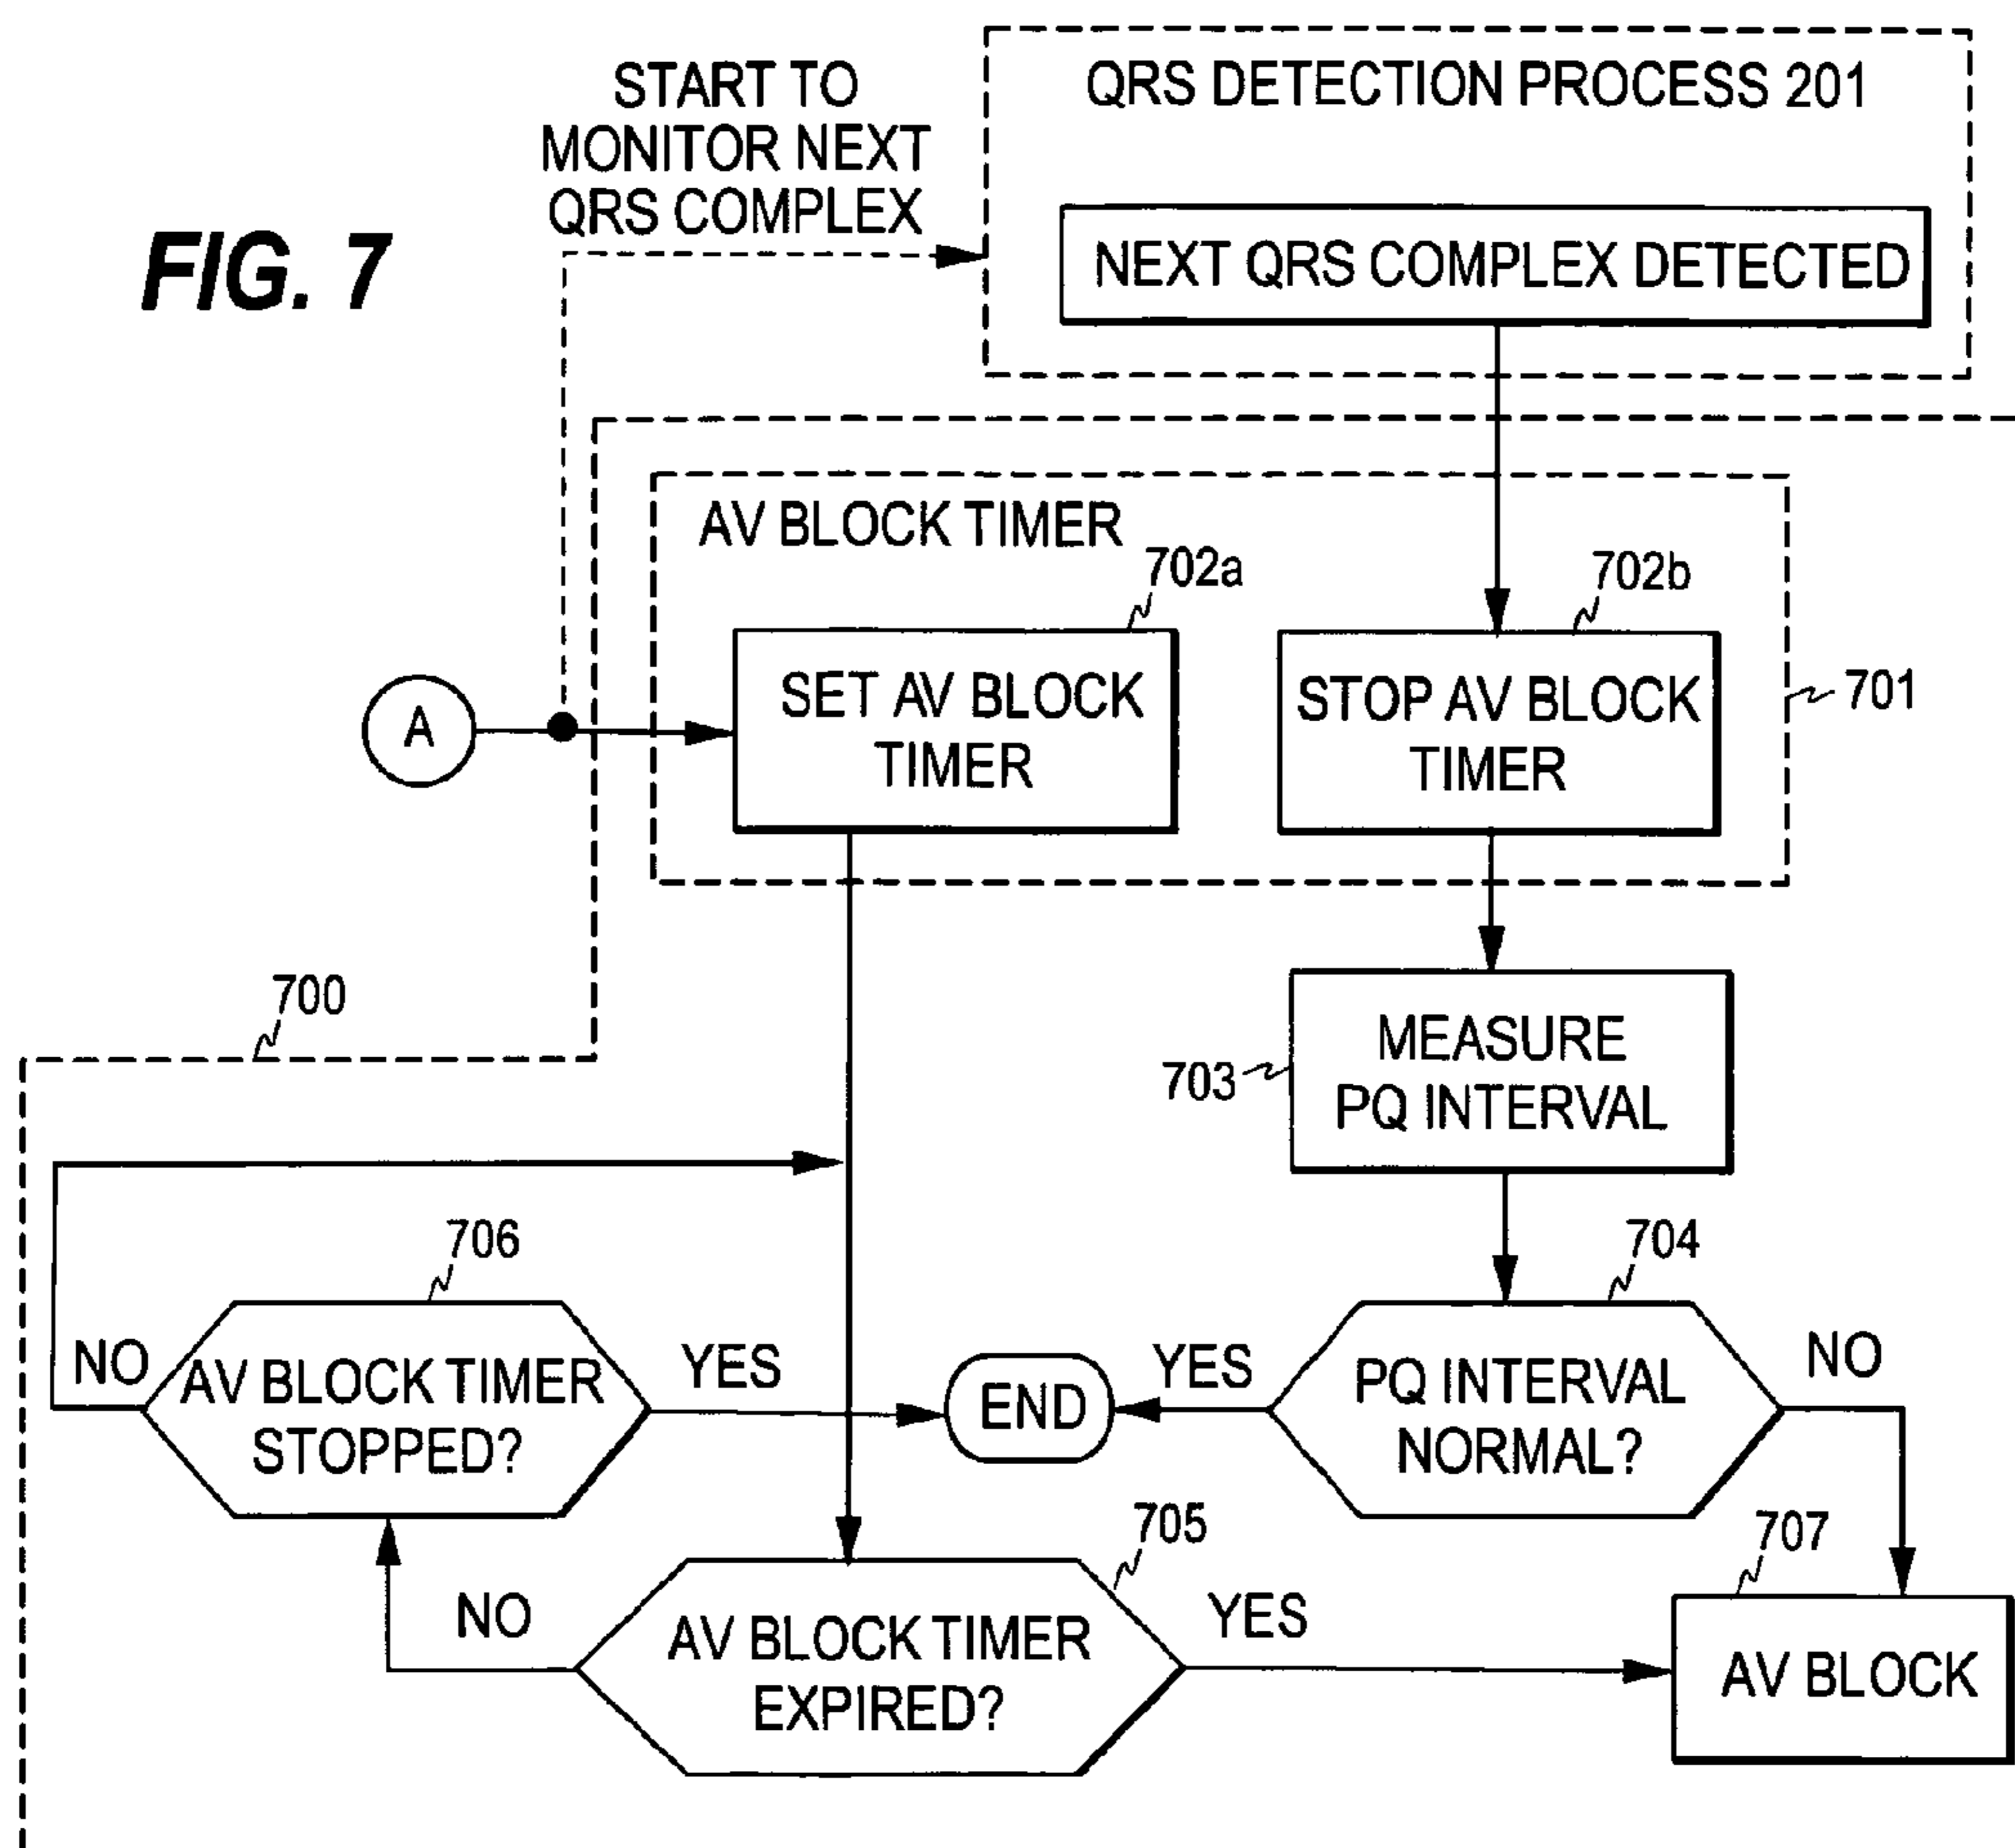 FIG. 7
START TO
MONITOR NEXT
QRS COMPLEX
QRS DETECTION PROCESS 201
NEXT QRS COMPLEX DETECTED
AV BLOCK TIMER
702a
702b
701
A
SET AV BLOCK
TIMER
STOP AV BLOCK
TIMER
700
703
MEASURE
PQ INTERVAL
706
704
NO
AV BLOCK TIMER
STOPPED?
YES
END
YES
PQ INTERVAL
NORMAL?
NO
705
707
NO
AV BLOCK TIMER
EXPIRED?
YES
AV BLOCK